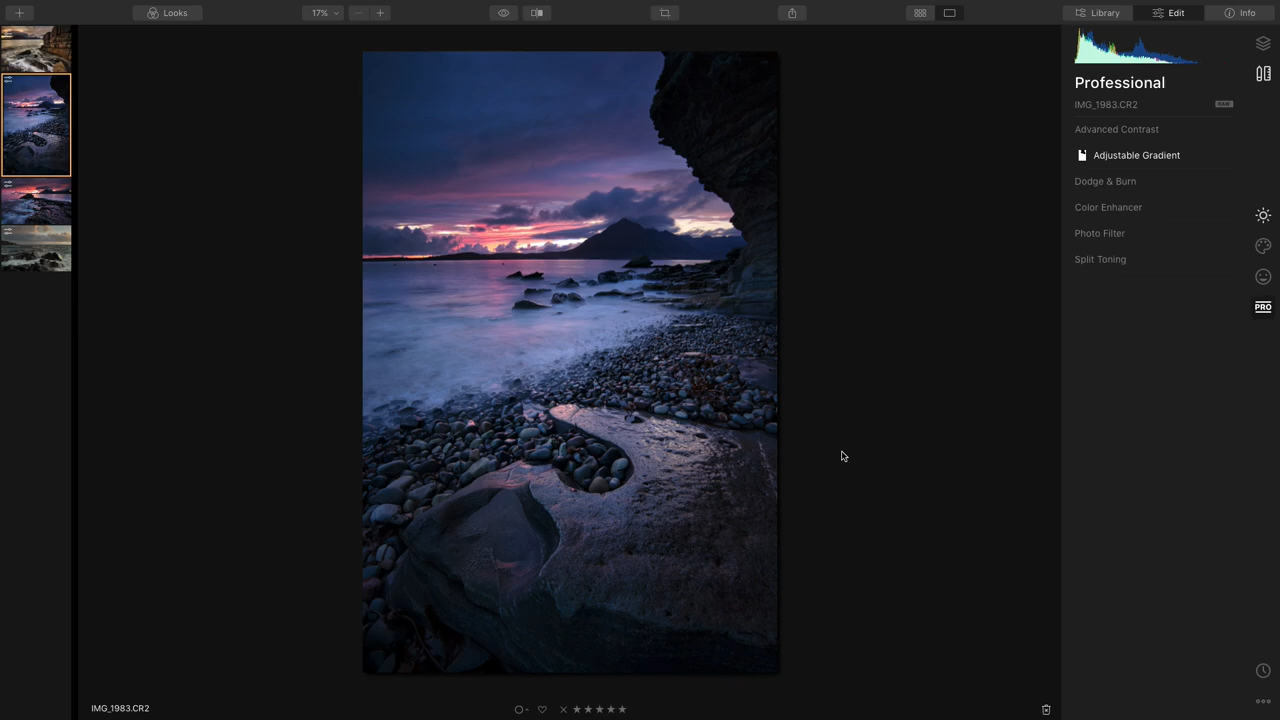 Looks
17%
Library
Edit
Info
Professional
IMG_1983.CR2
RAW
Advanced Contrast
Adjustable Gradient
Dodge & Burn
Color Enhancer
Photo Filter
Split Toning
PRO
IMG_1983.CR2